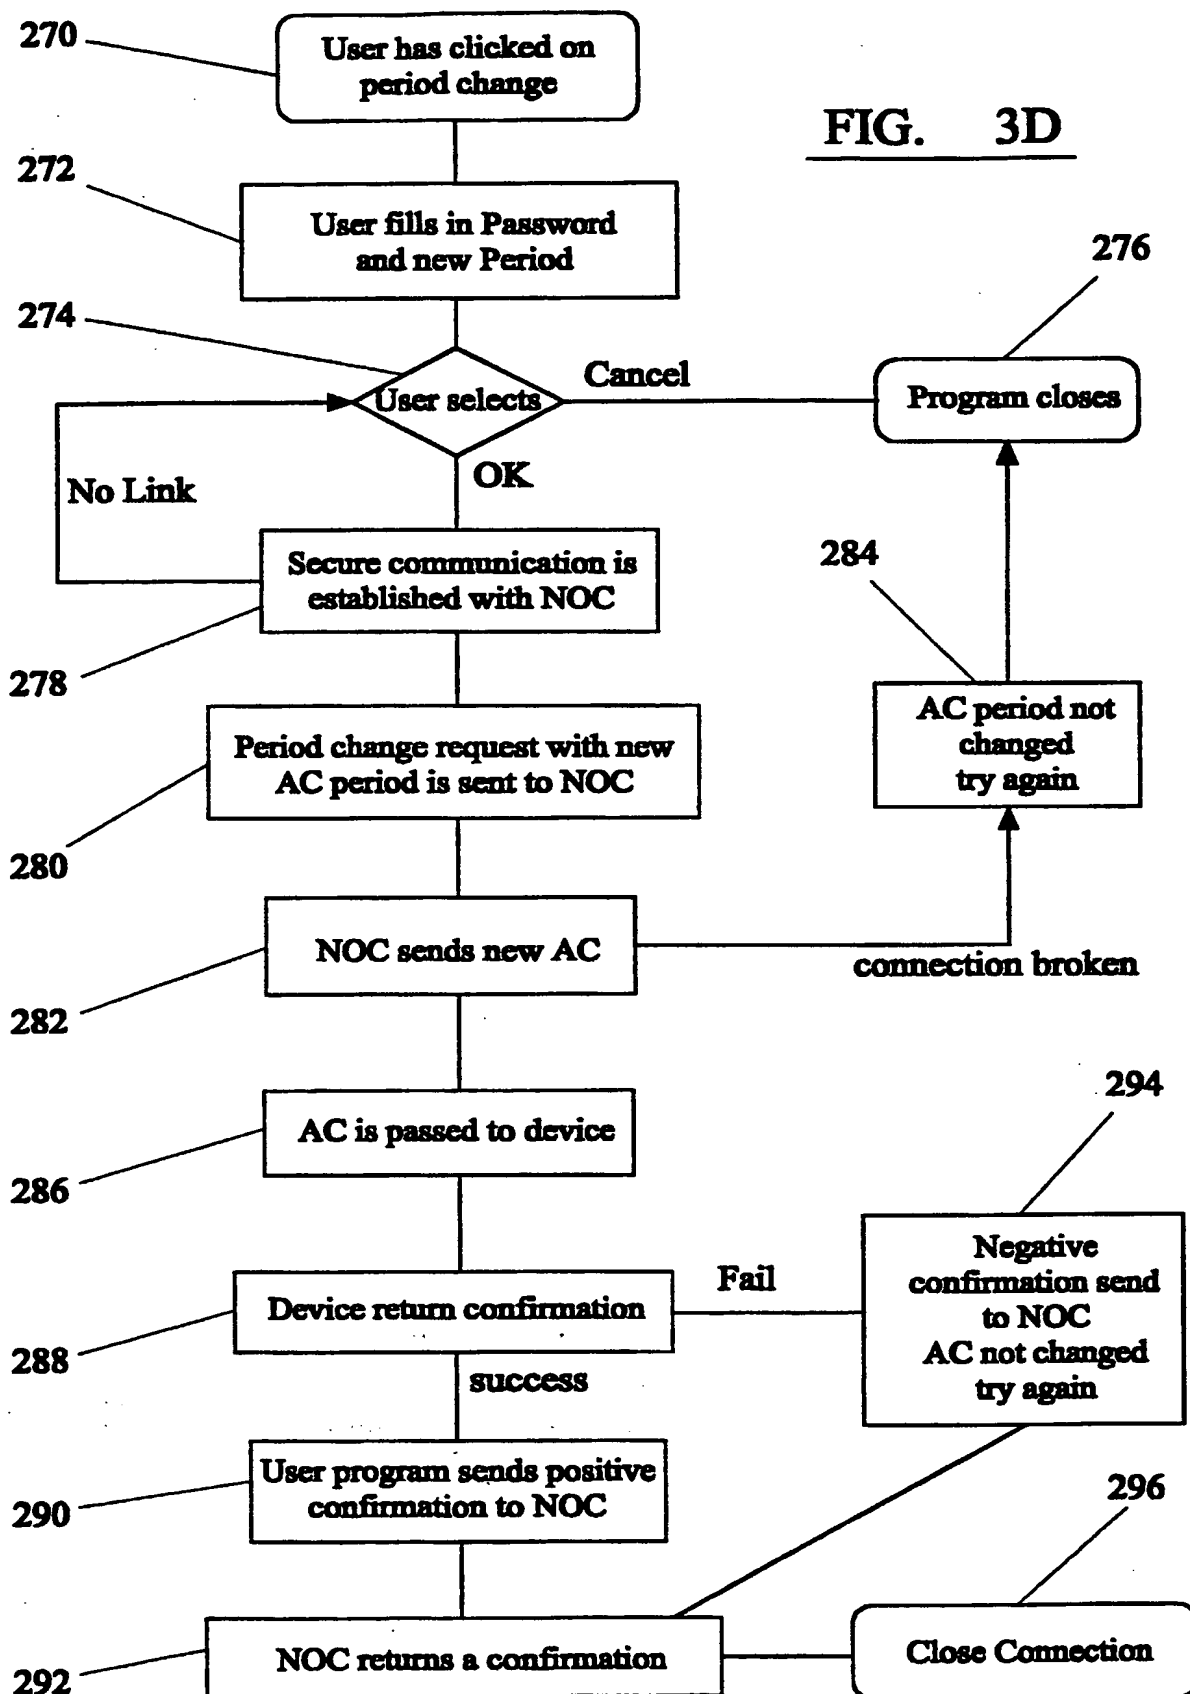 270
User has clicked on
period change
FIG. 3D
272
User fills in Password
and new Period
276
274
User selects
Cancel
Program closes
No Link
OK
284
Secure communication is
established with NOC
278
AC period not
changed
try again
Period change request with new
AC period is sent to NOC
280
NOC sends new AC
connection broken
282
294
AC is passed to device
286
Negative
confirmation send
to NOC
AC not changed
try again
Fail
Device return confirmation
288
success
User program sends positive
confirmation to NOC
290
296
NOC returns a confirmation
Close Connection
292